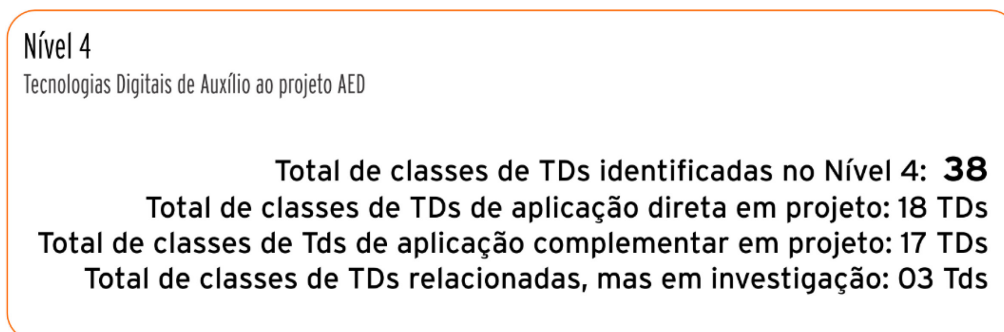 Nível 4
Tecnologias Digitais de Auxílio ao projeto AED
Total de classes de TDs identificadas no Nível 4: 38
Total de classes de TDs de aplicação direta em projeto: 18 TDs
Total de classes de Tds de aplicação complementar em projeto: 17 TDs
Total de classes de TDs relacionadas, mas em investigação: 03 Tds